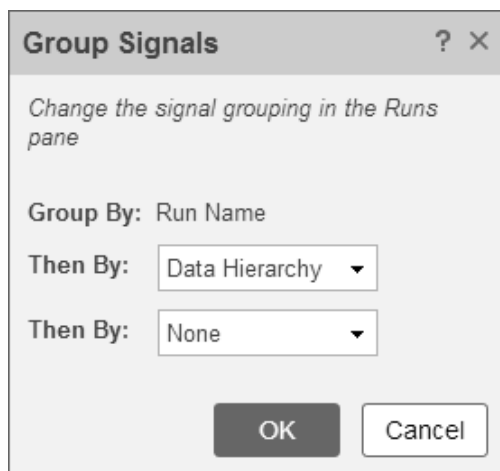 Group Signals ? ×
Change the signal grouping in the Runs
pane
Group By: Run Name
Then By: Data Hierarchy
Then By: None
OK Cancel